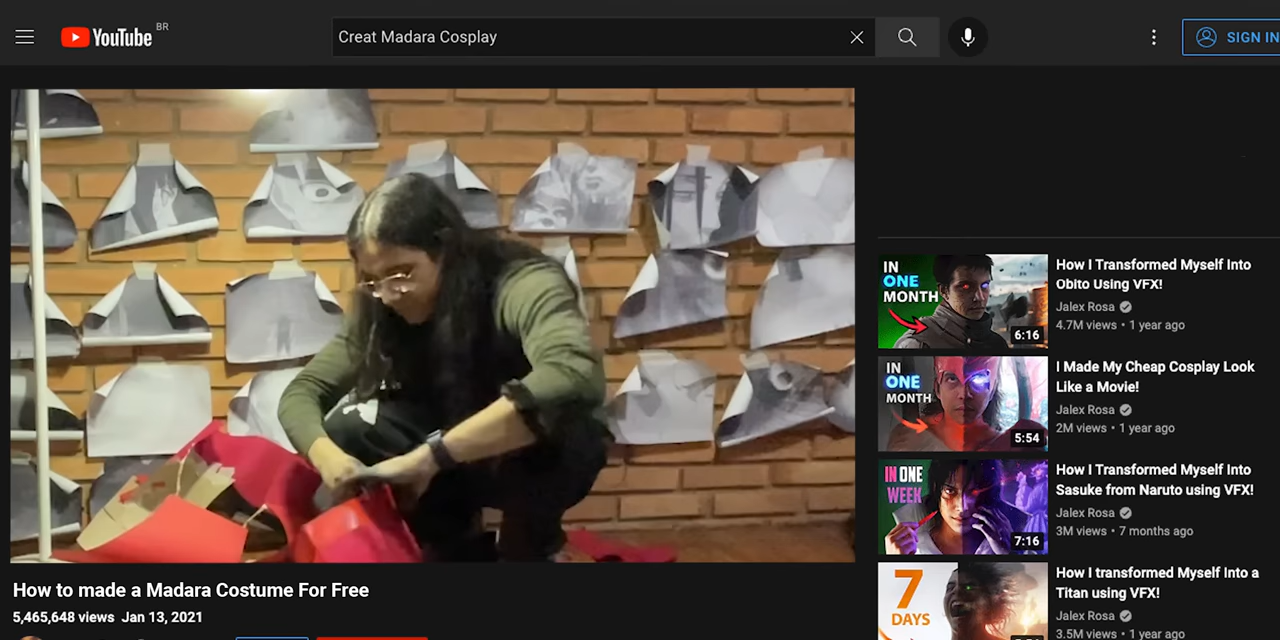 YouTube BR
Creat Madara Cosplay
SIGN IN
How to made a Madara Costume For Free
5,465,648 views Jan 13, 2021
IN
ONE
MONTH
6:16
How I Transformed Myself Into
Obito Using VFX!
Jalex Rosa
4.7M views • 1 year ago
IN
ONE
MONTH
5:54
I Made My Cheap Cosplay Look
Like a Movie!
Jalex Rosa
2M views • 1 year ago
IN ONE
WEEK
7:16
How I Transformed Myself Into
Sasuke from Naruto using VFX!
Jalex Rosa
3M views • 7 months ago
7
DAYS
How I transformed Myself Into a
Titan using VFX!
Jalex Rosa
3.5M views • 1 year ago